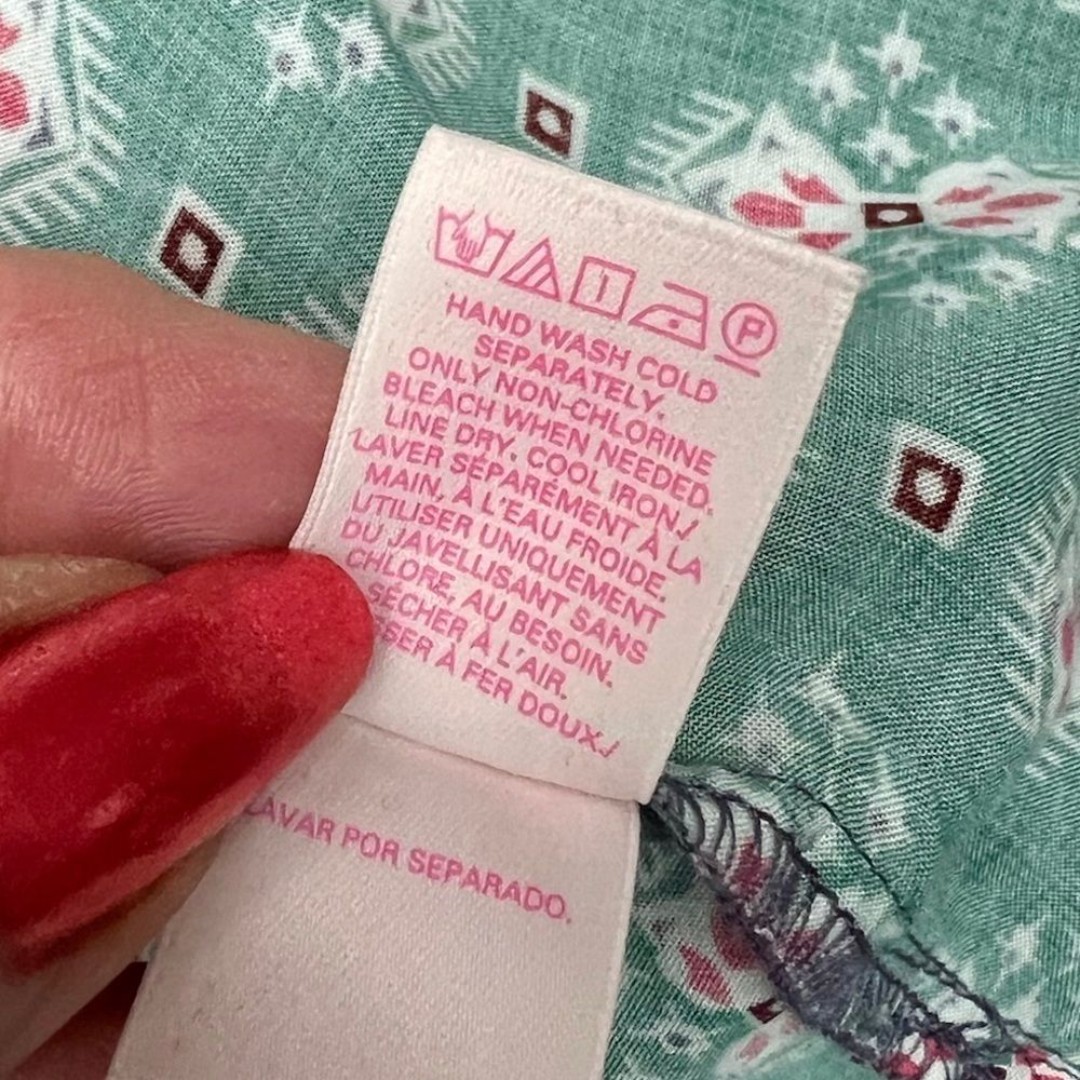 P
HAND WASH COLD
SEPARATELY.
ONLY NON-CHLORINE
BLEACH WHEN NEEDED.
LINE DRY. COOL IRON/
LAVER SÉPARÉMENT À LA
MAIN, À L'EAU FROIDE.
UTILISER UNIQUEMENT
DU JAVELLISANT SANS
CHLORE, AU BESOIN.
SÉCHER À L'AIR.
À FER DOUX/
LAVAR POR SEPARADO.